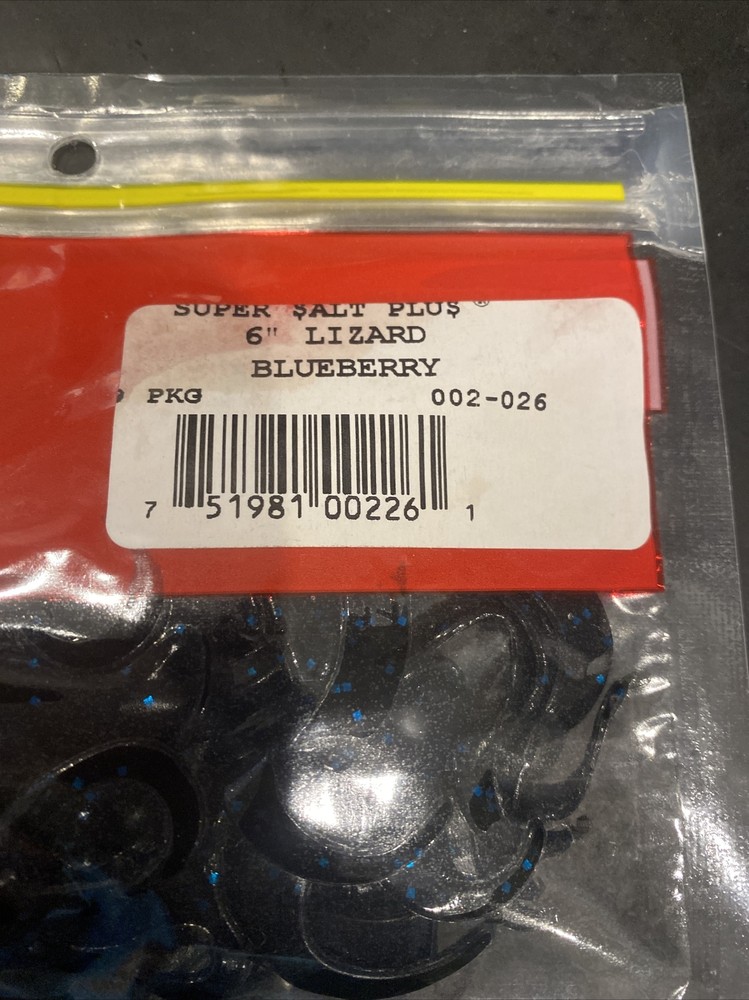 SUPER $ALT PLU$ ®
6" LIZARD
BLUEBERRY
PKG 002-026
7 51981 00226 1